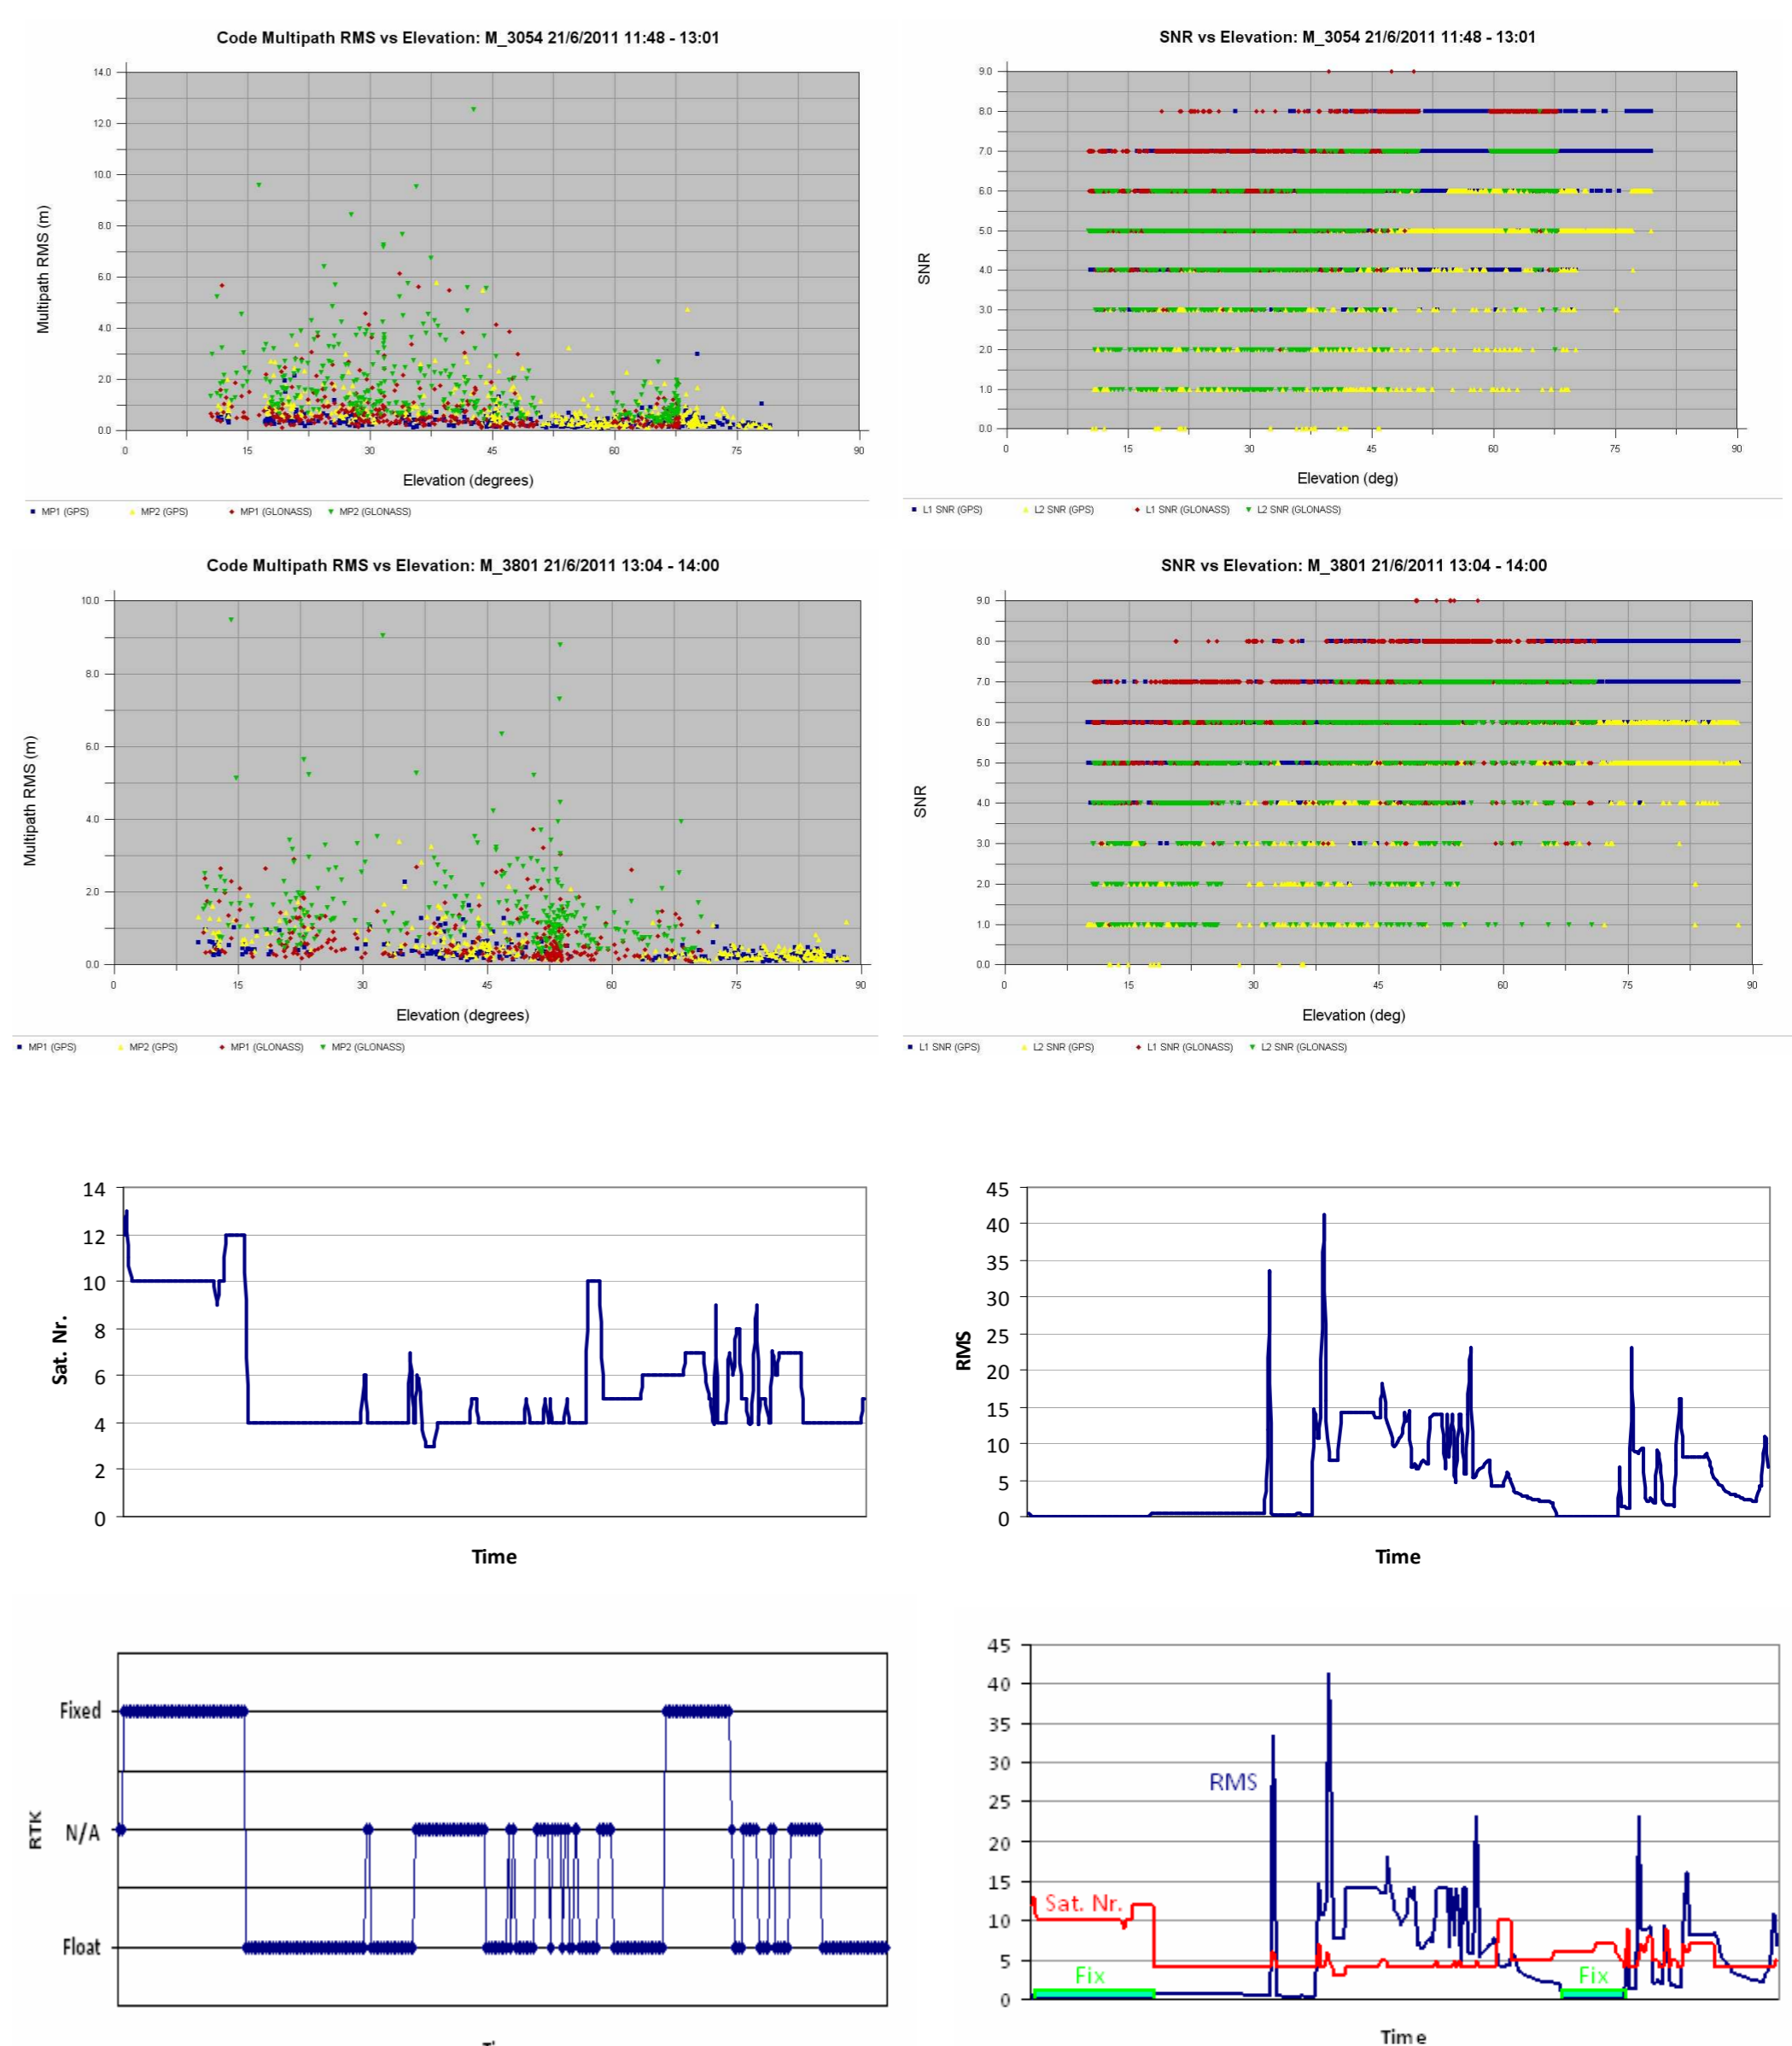 Code Multipath RMS vs Elevation: M_3054 21/6/2011 11:48 - 13:01
14.0
12.0
10.0
8.0
6.0
4.0
2.0
0.0
Multipath RMS (m)
0 15 30 45 60 75 90
Elevation (degrees)
MP1 (GPS) MP2 (GPS) MP1 (GLONASS) MP2 (GLONASS)
SNR vs Elevation: M_3054 21/6/2011 11:48 - 13:01
9.0
8.0
7.0
6.0
5.0
4.0
3.0
2.0
1.0
0.0
SNR
0 15 30 45 60 75 90
Elevation (deg)
L1 SNR (GPS) L2 SNR (GPS) L1 SNR (GLONASS) L2 SNR (GLONASS)
Code Multipath RMS vs Elevation: M_3801 21/6/2011 13:04 - 14:00
10.0
8.0
6.0
4.0
2.0
0.0
Multipath RMS (m)
0 15 30 45 60 75 90
Elevation (degrees)
MP1 (GPS) MP2 (GPS) MP1 (GLONASS) MP2 (GLONASS)
SNR vs Elevation: M_3801 21/6/2011 13:04 - 14:00
9.0
8.0
7.0
6.0
5.0
4.0
3.0
2.0
1.0
0.0
SNR
0 15 30 45 60 75 90
Elevation (deg)
L1 SNR (GPS) L2 SNR (GPS) L1 SNR (GLONASS) L2 SNR (GLONASS)
14
12
10
8
6
4
2
0
Sat. Nr.
Time
45
40
35
30
25
20
15
10
5
0
RMS
Time
Fixed
N/A
Float
RTK
45
40
35
30
25
20
15
10
5
0
RMS
Sat. Nr.
Fix
Fix
Time